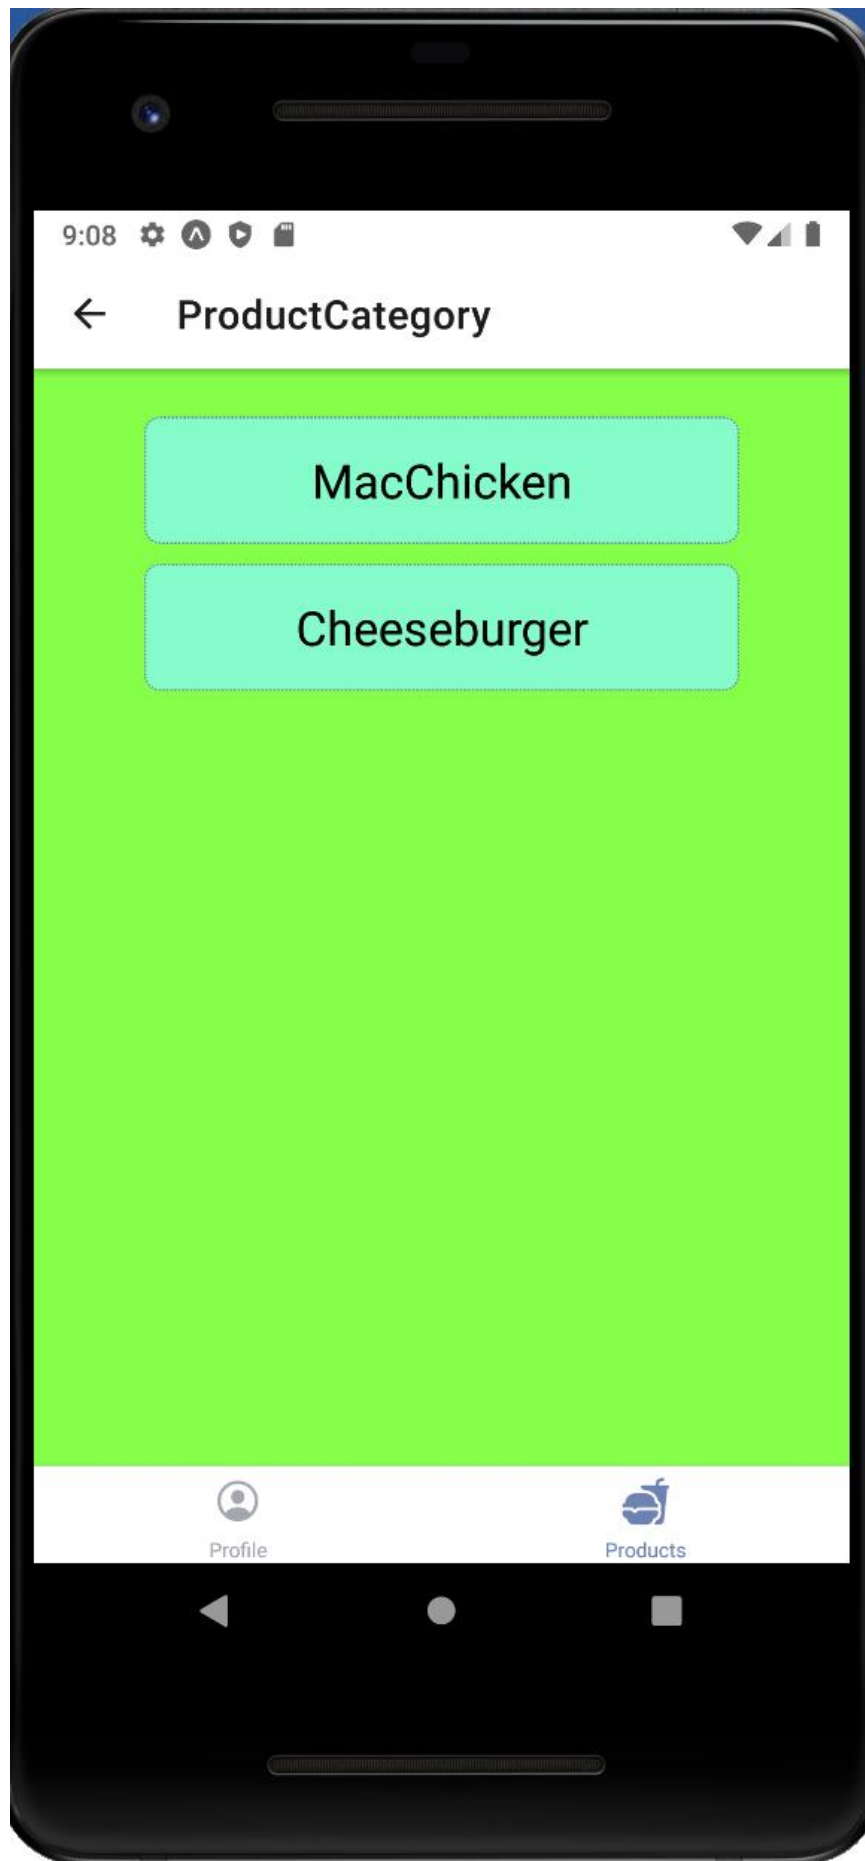 9:08
ProductCategory
MacChicken
Cheeseburger
Profile
Products